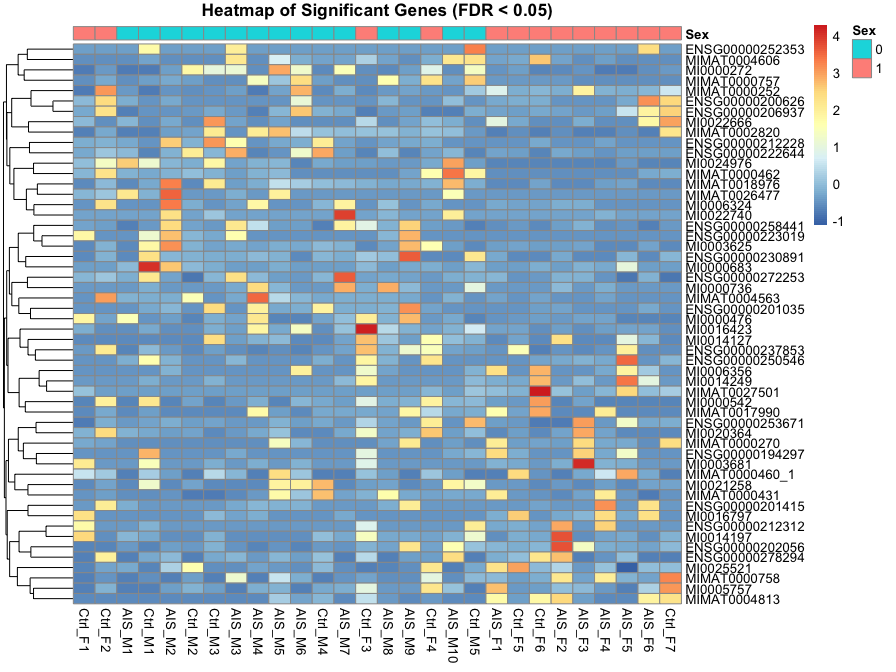 Heatmap of Significant Genes (FDR < 0.05)
Sex
ENSG00000252353
MIMAT0004606
MI0000272
MIMAT0000757
MIMAT0000252
ENSG00000200626
ENSG00000206937
MI0022666
MIMAT0002820
ENSG00000212228
ENSG00000222644
MI0024976
MIMAT0000462
MIMAT0018976
MIMAT0026477
MI0006324
MI0022740
ENSG00000258441
ENSG00000223019
MI0003625
ENSG00000230891
MI0000683
ENSG00000272253
MI0000736
MIMAT0004563
ENSG00000201035
MI0000476
MI0016423
MI0014127
ENSG00000237853
ENSG00000250546
MI0006356
MI0014249
MIMAT0027501
MI0000542
MIMAT0017990
ENSG00000253671
MI0020364
MIMAT0000270
ENSG00000194297
MI0003681
MIMAT0000460_1
MI0021258
MIMAT0000431
ENSG00000201415
MI0016797
ENSG00000212312
MI0014197
ENSG00000202056
ENSG00000278294
MI0025521
MIMAT0000758
MI0005757
MIMAT0004813
Ctrl_F1
Ctrl_F2
AIS_M1
Ctrl_M1
AIS_M2
Ctrl_M2
Ctrl_M3
AIS_M3
AIS_M4
AIS_M5
AIS_M6
Ctrl_M4
AIS_M7
Ctrl_F3
AIS_M8
AIS_M9
Ctrl_F4
AIS_M10
Ctrl_M5
AIS_F1
Ctrl_F5
Ctrl_F6
AIS_F2
AIS_F3
AIS_F4
AIS_F5
AIS_F6
Ctrl_F7
4
3
2
1
0
-1
Sex
0
1